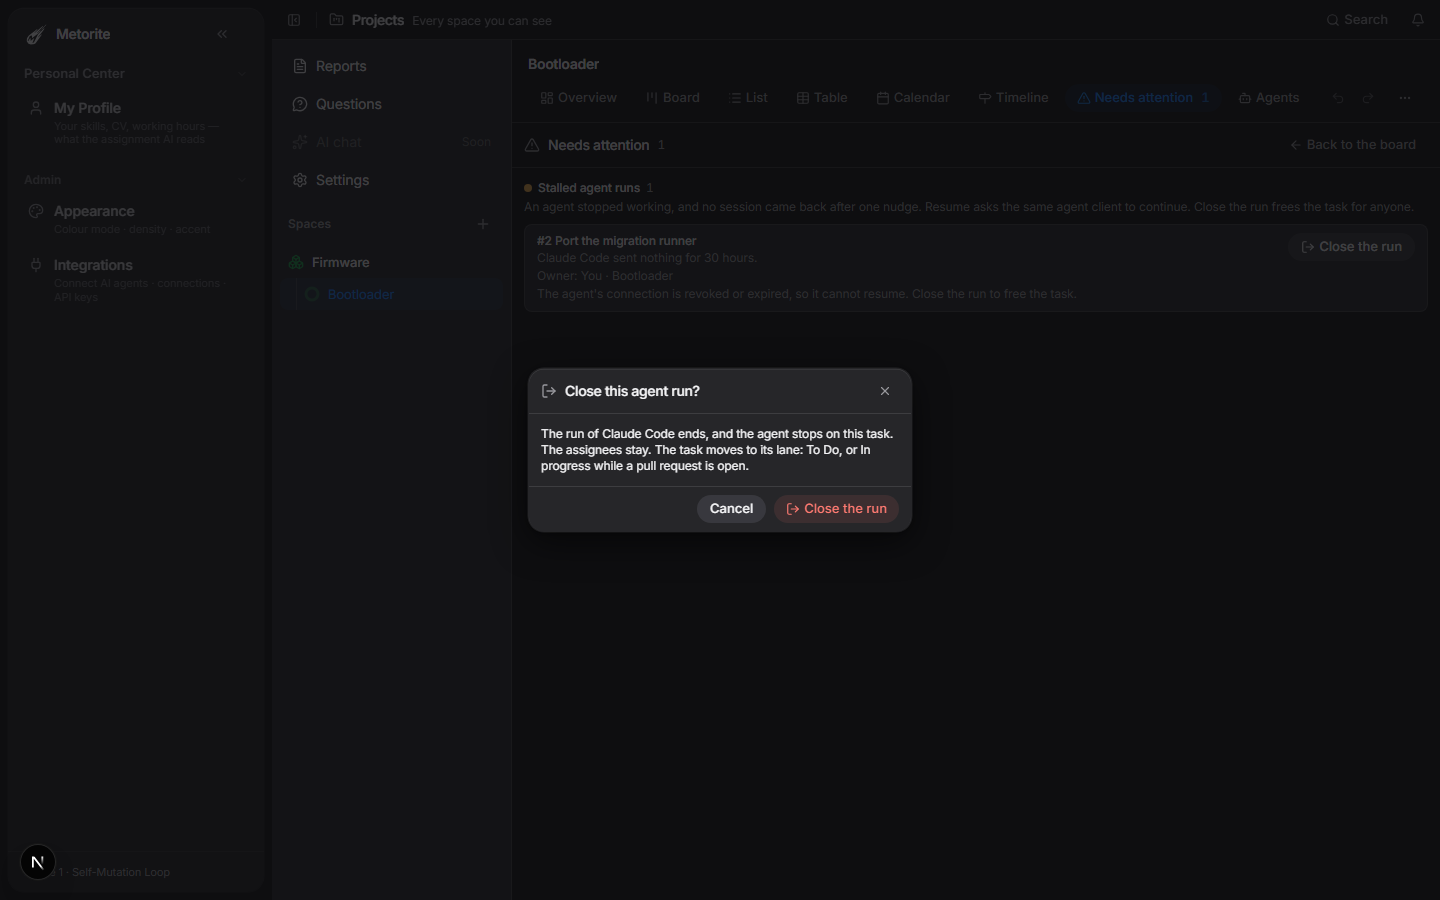 Metorite
Personal Center
My Profile
Your skills, CV, working hours —
what the assignment AI reads
Admin
Appearance
Colour mode · density · accent
Integrations
Connect AI agents · connections ·
API keys
1 · Self-Mutation Loop
Projects Every space you can see
Search
Reports
Questions
AI chat Soon
Settings
Spaces
Firmware
Bootloader
Bootloader
Overview Board List Table Calendar Timeline Needs attention 1 Agents
Needs attention 1
Back to the board
Stalled agent runs 1
An agent stopped working, and no session came back after one nudge. Resume asks the same agent client to continue. Close the run frees the task for anyone.
#2 Port the migration runner
Claude Code sent nothing for 30 hours.
Owner: You · Bootloader
The agent's connection is revoked or expired, so it cannot resume. Close the run to free the task.
Close the run
Close this agent run?
The run of Claude Code ends, and the agent stops on this task.
The assignees stay. The task moves to its lane: To Do, or In
progress while a pull request is open.
Cancel
Close the run